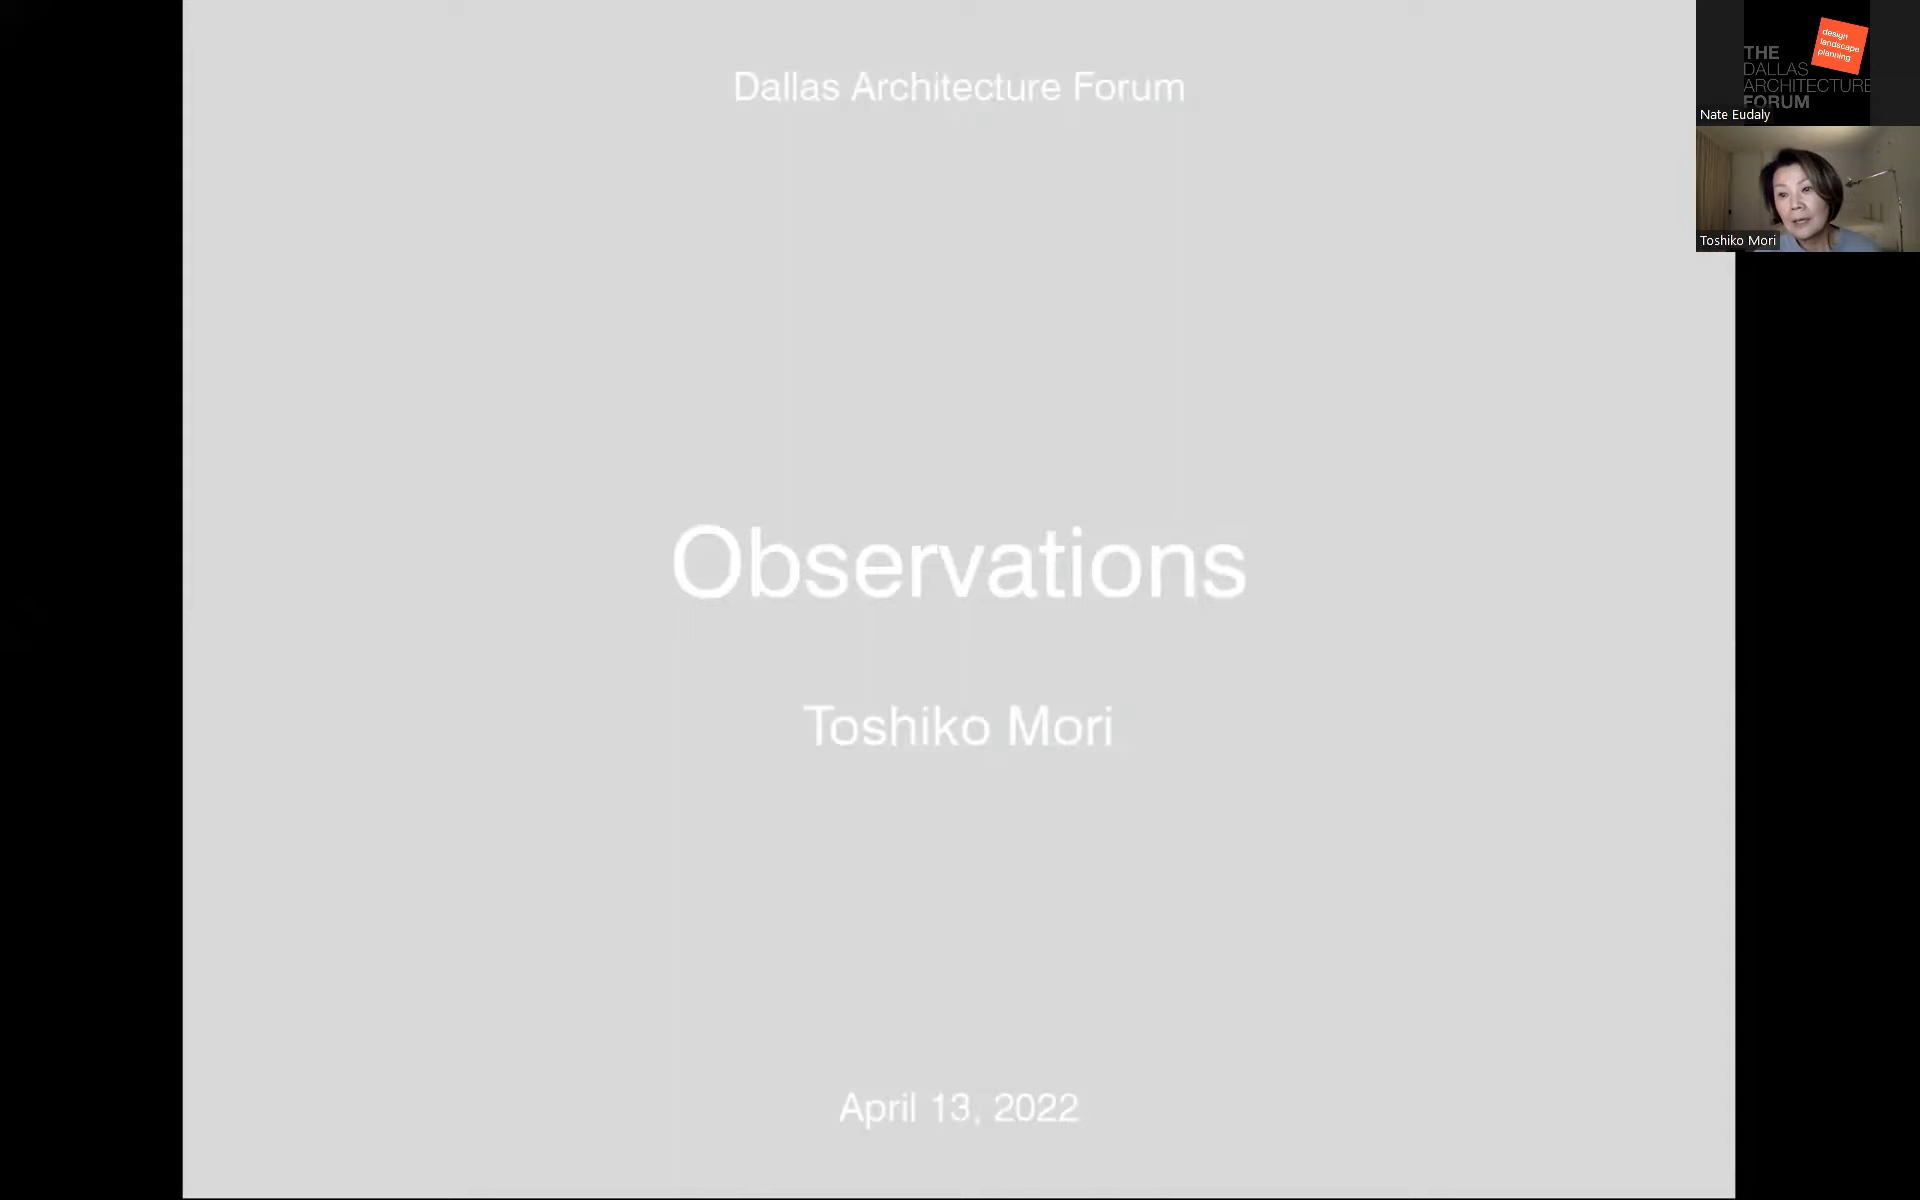 Dallas Architecture Forum
Observations
Toshiko Mori
April 13, 2022
design
landscape
planning
THE
DALLAS
ARCHITECTURE
FORUM
Nate Eudaly
Toshiko Mori